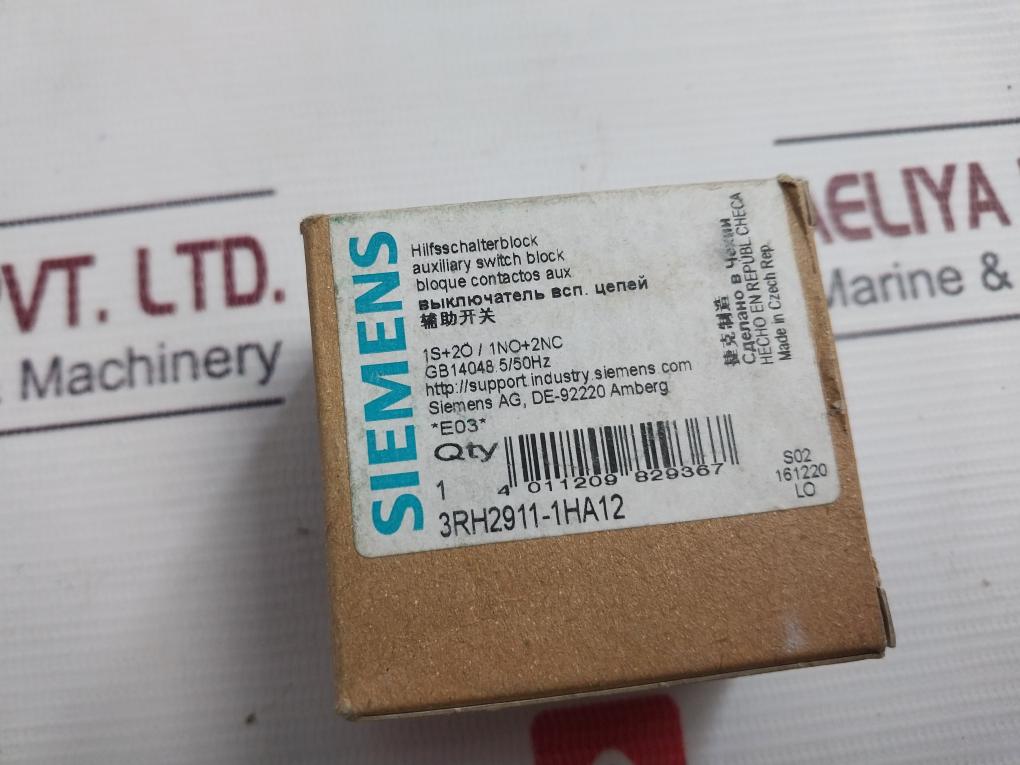 PVT. LTD.
Machinery
AELIYA
Marine &
SIEMENS
Hilfsschalterblock
auxiliary switch block
bloque contactos aux
выключатель всп. цепей
辅助开关
1S+2Ö / 1NO+2NC
GB14048.5/50Hz
http://support.industry.siemens.com
Siemens AG, DE-92220 Amberg
*E03*
Qty
1
4 011209 829367
3RH2911-1HA12
捷克制造
Сделано в Чехии
HECHO EN REPUBL. CHECA
Made in Czech Rep.
S02
161220
LO